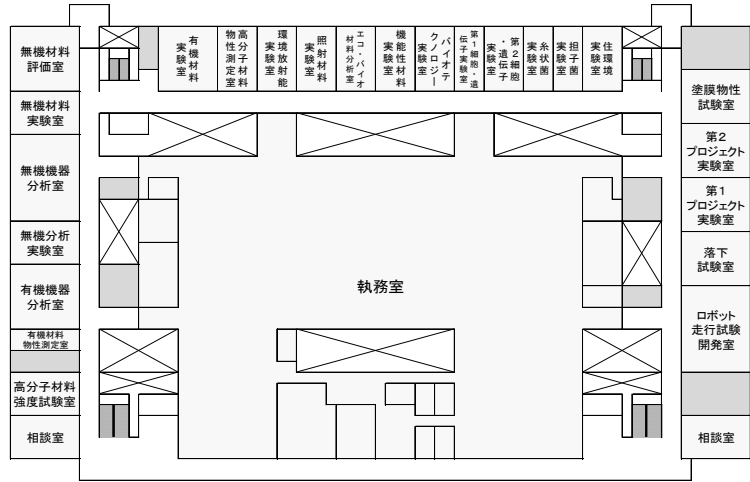 無機材料
評価室
無機材料
実験室
無機機器
分析室
無機分析
実験室
有機機器
分析室
有機材料
物性測定室
高分子材料
強度試験室
相談室
有機材料
実験室
高分子材料
物性測定室
環境放射能
実験室
照射材料
実験室
エコ・バイオ
材料分析室
機能性材料
実験室
バイオテ
クノロジー
実験室
第1細胞・遺
伝子実験室
第2細胞
・遺伝子
実験室
糸状菌
実験室
担子菌
実験室
住環境
実験室
塗膜物性
試験室
第2
プロジェクト
実験室
第1
プロジェクト
実験室
落下
試験室
ロボット
走行試験
開発室
相談室
執務室